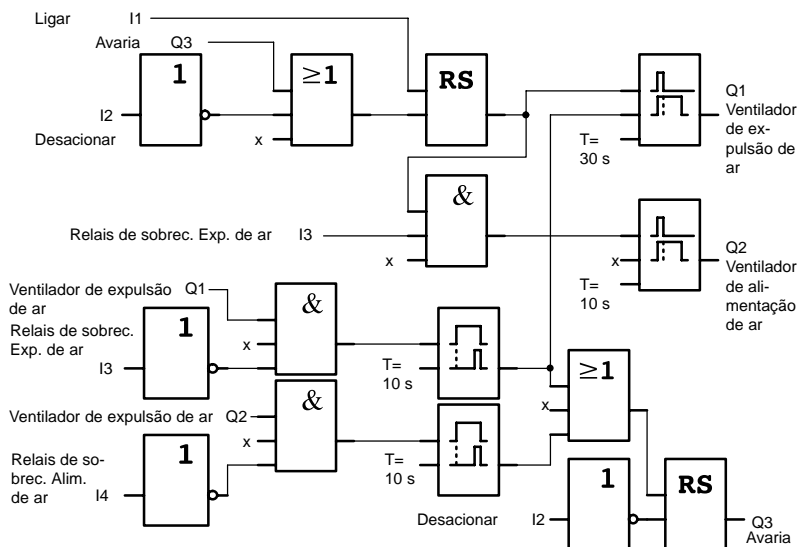 Ligar I1
Avaria Q3
1
≥1
RS
I2
Desacionar
x
T=
30 s
Q1
Ventilador
de ex-
pulsão de
ar
&
Relais de sobrec. Exp. de ar I3
x
x
T=
10 s
Q2
Ventilador
de ali-
mentação
de ar
Ventilador de expulsão
de ar
Q1
Relais de sobrec.
Exp. de ar
I3
1
x
&
T=
10 s
≥1
x
Ventilador de expulsão de ar Q2
x
&
T=
10 s
Relais de so-
brec. Alim.
de ar
I4
1
Desacionar I2
1
RS
Q3
Avaria